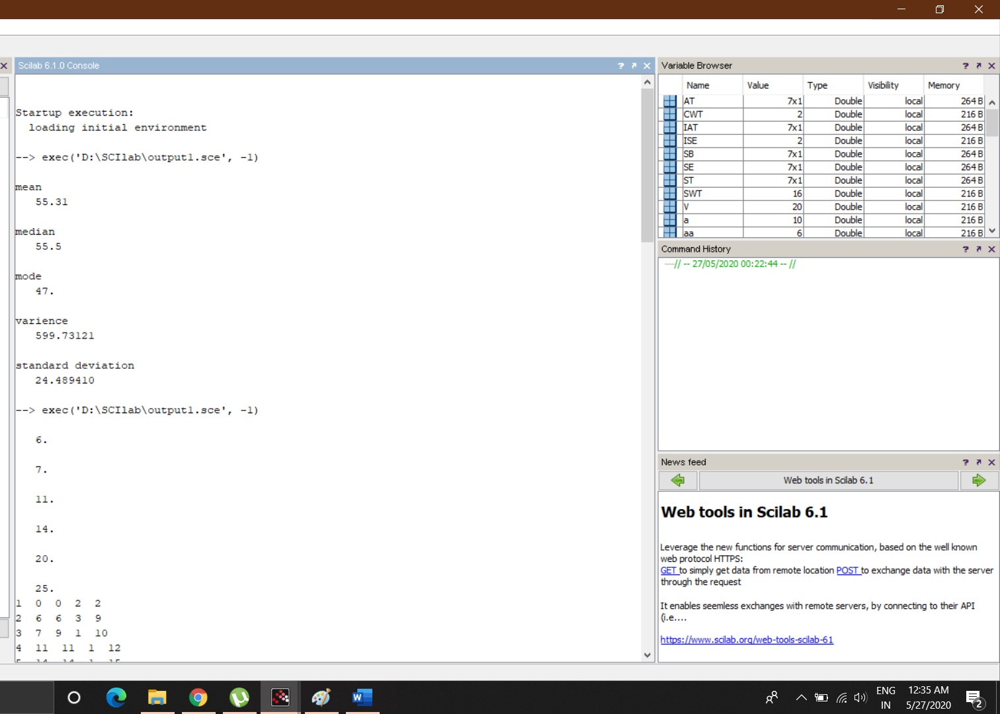 Scilab 6.1.0 Console
Startup execution:
loading initial environment
--> exec('D:\SCIlab\output1.sce', -1)
mean
55.31
median
55.5
mode
47.
varience
599.73121
standard deviation
24.489410
--> exec('D:\SCIlab\output1.sce', -1)
6.
7.
11.
14.
20.
25.
1 0 0 2 2
2 6 6 3 9
3 7 9 1 10
4 11 11 1 12
5 14 14 1 15
Variable Browser
Name Value Type Visibility Memory
AT 7x1 Double local 264 B
CWT 2 Double local 216 B
IAT 7x1 Double local 264 B
ISE 2 Double local 216 B
SB 7x1 Double local 264 B
SE 7x1 Double local 264 B
ST 7x1 Double local 264 B
SWT 16 Double local 216 B
V 20 Double local 216 B
a 10 Double local 216 B
aa 6 Double local 216 B
Command History
// -- 27/05/2020 00:22:44 -- //
News feed
Web tools in Scilab 6.1
Web tools in Scilab 6.1
Leverage the new functions for server communication, based on the well known
web protocol HTTPS:
GET to simply get data from remote location POST to exchange data with the server
through the request
It enables seemless exchanges with remote servers, by connecting to their API
(i.e....
https://www.scilab.org/web-tools-scilab-61
ENG
IN
12:35 AM
5/27/2020
2